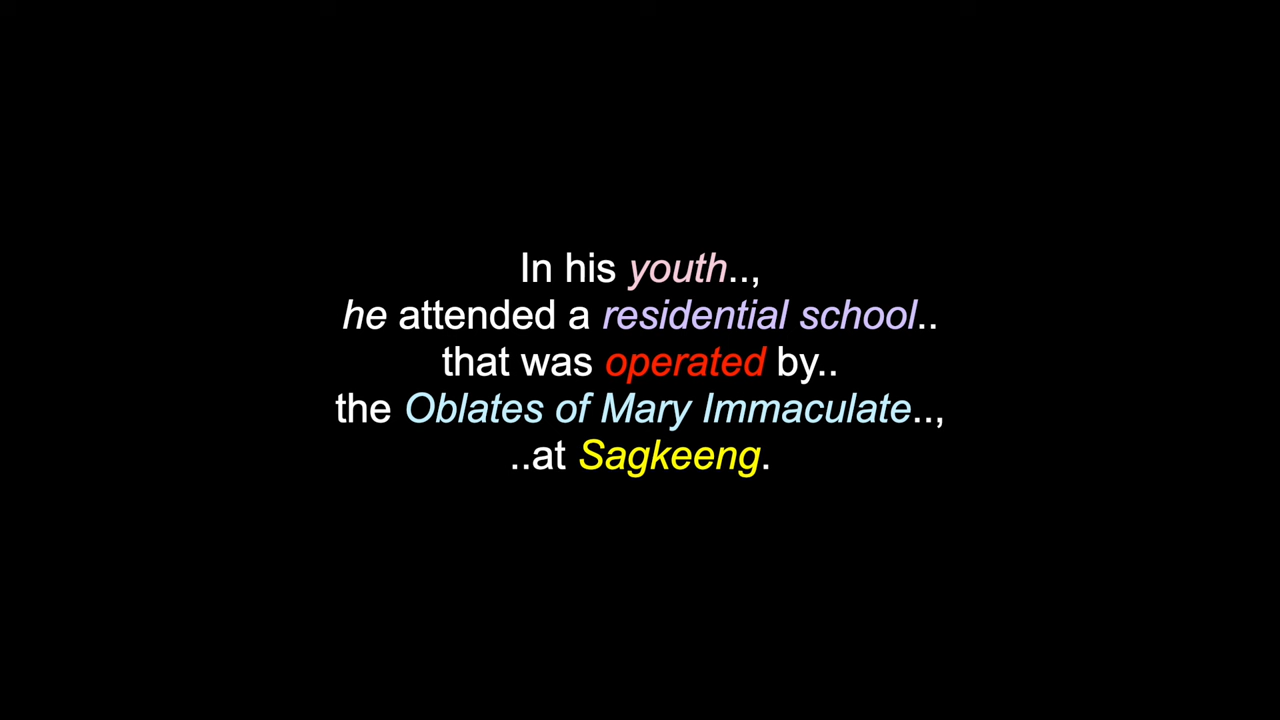 In his youth..,
he attended a residential school..
that was operated by..
the Oblates of Mary Immaculate..,
..at Sagkeeng.